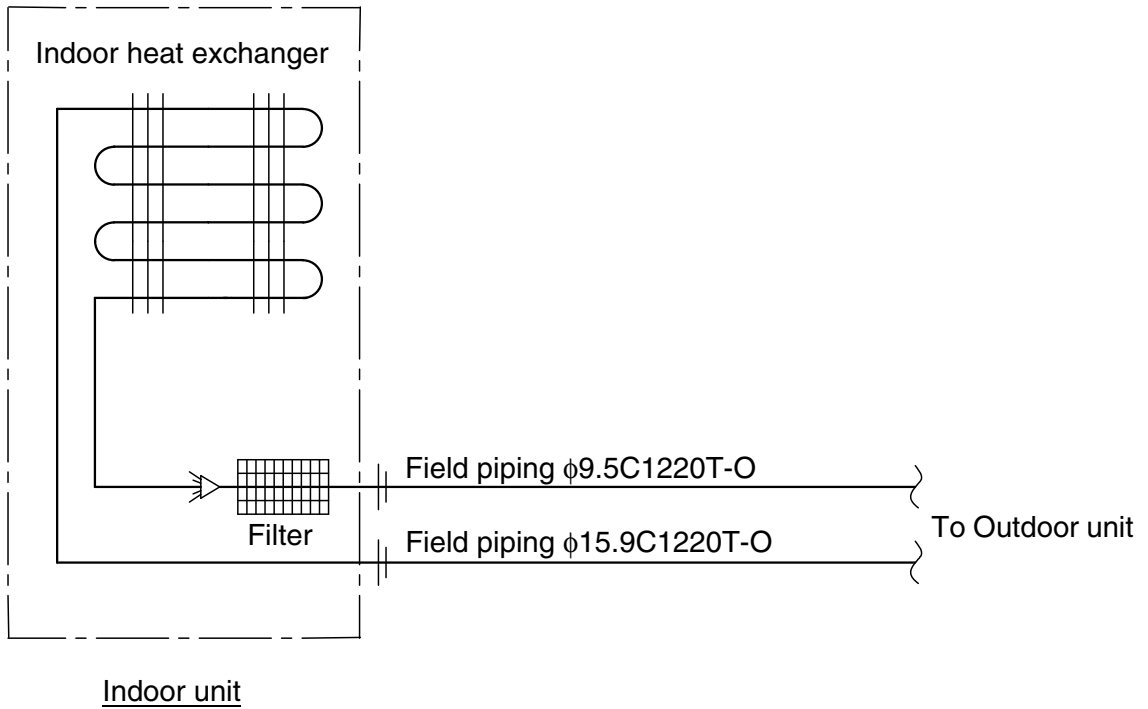 Indoor heat exchanger
Field piping ϕ9.5C1220T-O
Filter
Field piping ϕ15.9C1220T-O
To Outdoor unit
Indoor unit